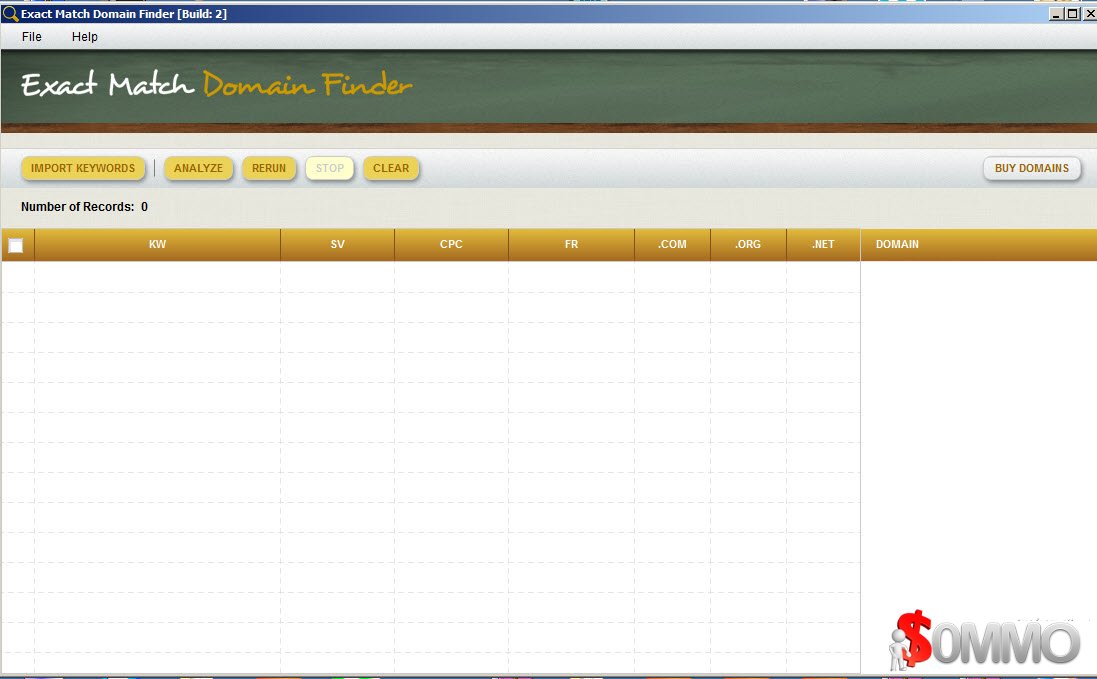 Exact Match Domain Finder [Build: 2]
File Help
Exact Match Domain Finder
IMPORT KEYWORDS ANALYZE RERUN STOP CLEAR BUY DOMAINS
Number of Records: 0
KW SV CPC FR .COM .ORG .NET DOMAIN
$OMMO